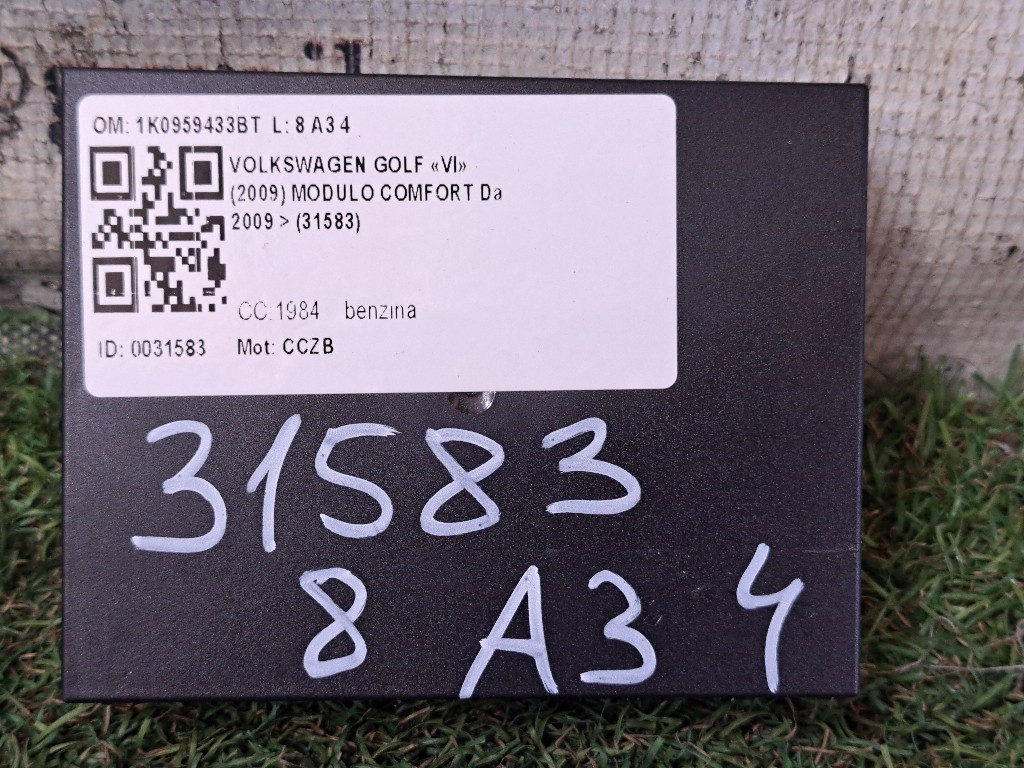 OM: 1K0959433BT L: 8 A3 4
VOLKSWAGEN GOLF «VI»
(2009) MODULO COMFORT Da
2009 > (31583)
CC.1984 benzina
ID: 0031583 Mot: CCZB
31583
8 A3 4